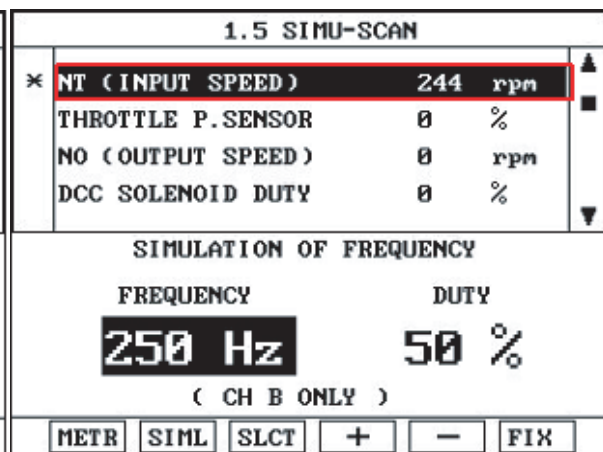 1.5 SIMU-SCAN
* NT (INPUT SPEED) 244 rpm
THROTTLE P.SENSOR 0 %
NO (OUTPUT SPEED) 0 rpm
DCC SOLENOID DUTY 0 %
SIMULATION OF FREQUENCY
FREQUENCY DUTY
250 Hz 50 %
( CH B ONLY )
METR SIML SLCT + - FIX